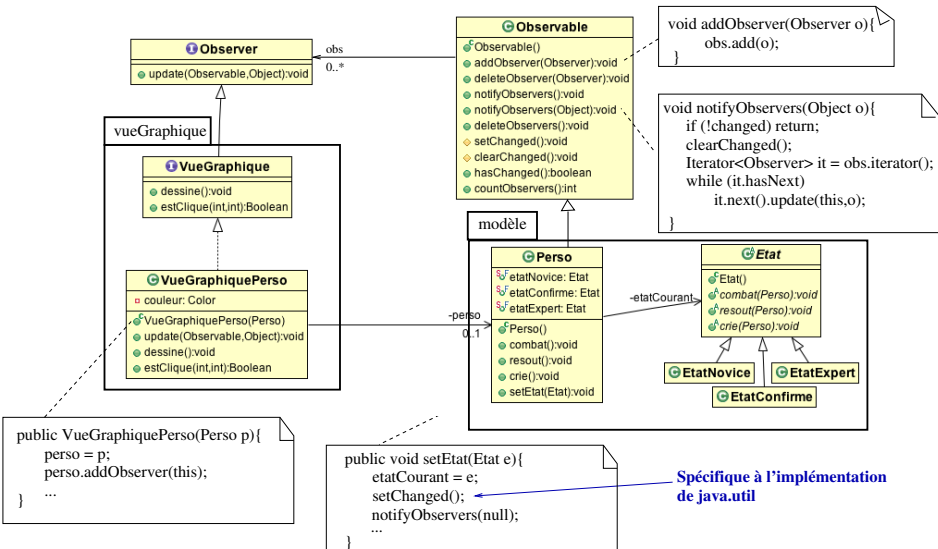 Observer
update(Observable,Object):void
obs
0..*
Observable
Observable()
addObserver(Observer):void
deleteObserver(Observer):void
notifyObservers():void
notifyObservers(Object):void
deleteObservers():void
setChanged():void
clearChanged():void
hasChanged():boolean
countObservers():int
void addObserver(Observer o){
obs.add(o);
}
void notifyObservers(Object o){
if (!changed) return;
clearChanged();
Iterator<Observer> it = obs.iterator();
while (it.hasNext)
it.next().update(this,o);
}
vueGraphique
VueGraphique
dessine():void
estClique(int,int):Boolean
VueGraphiquePerso
couleur: Color
VueGraphiquePerso(Perso)
update(Observable,Object):void
dessine():void
estClique(int,int):Boolean
-perso
0..1
modèle
Perso
etatNovice: Etat
etatConfirme: Etat
etatExpert: Etat
Perso()
combat():void
resout():void
crie():void
setEtat(Etat):void
-etatCourant
Etat
Etat()
combat(Perso):void
resout(Perso):void
crie(Perso):void
EtatNovice
EtatExpert
EtatConfirme
public VueGraphiquePerso(Perso p){
perso = p;
perso.addObserver(this);
...
}
public void setEtat(Etat e){
etatCourant = e;
setChanged();
notifyObservers(null);
...
}
Spécifique à l'implémentation
de java.util